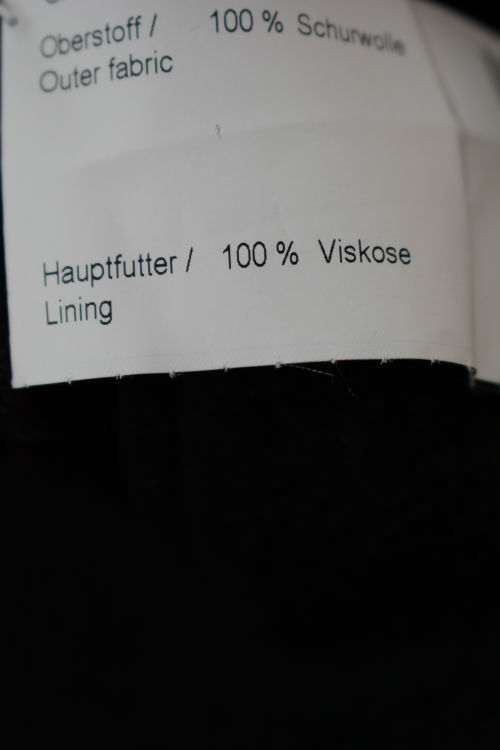 Oberstoff / 100 % Schurwolle
Outer fabric
Hauptfutter / 100 % Viskose
Lining